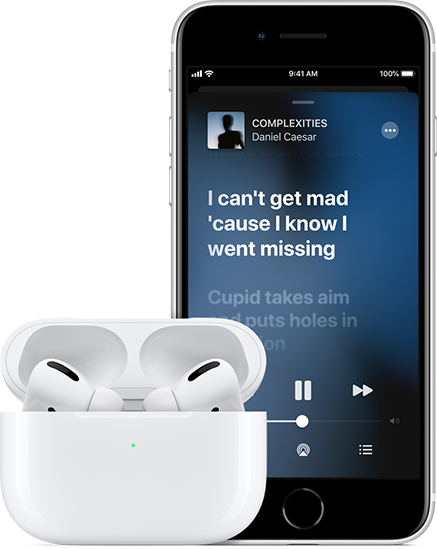 9:41 AM 100%
COMPLEXITIES
Daniel Caesar
I can't get mad
'cause I know I
went missing
Cupid takes aim
and puts holes in